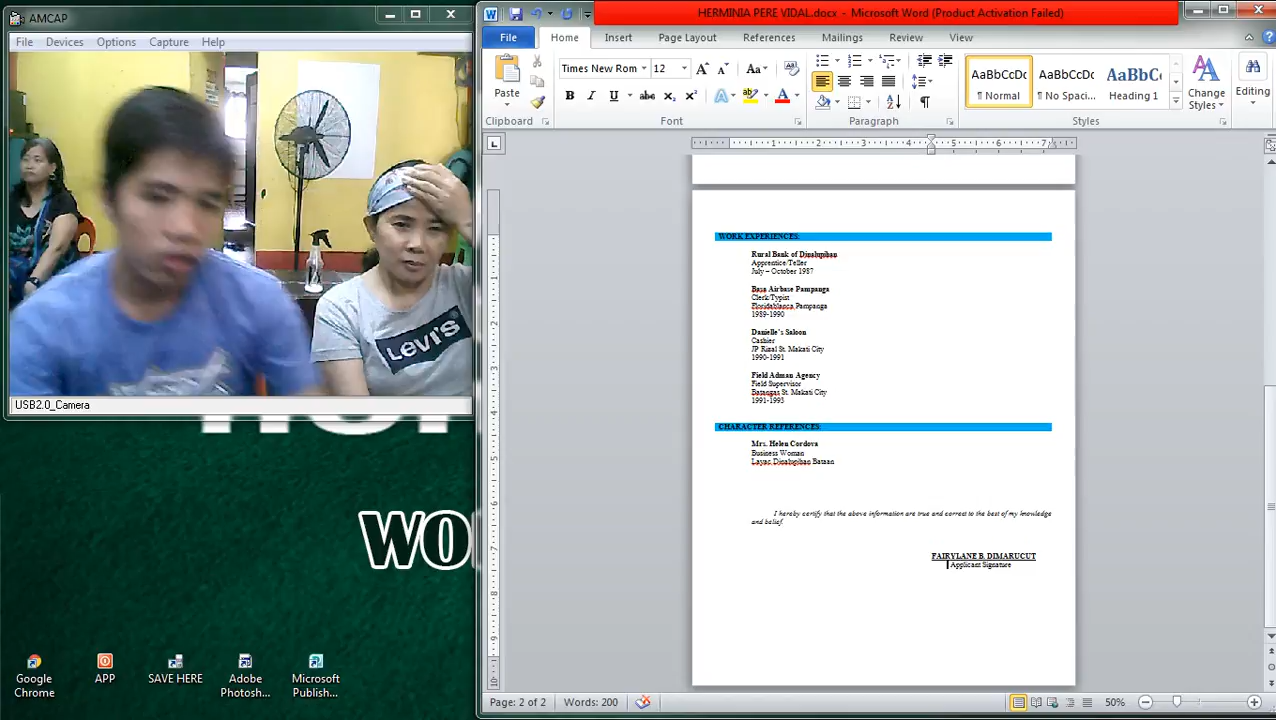 AMCAP
File Devices Options Capture Help
LEVI'S
USB2.0_Camera
WO
Google Chrome
APP
SAVE HERE
Adobe Photosh...
Microsoft Publish...
HERMINIA PERE VIDAL.docx - Microsoft Word (Product Activation Failed)
File Home Insert Page Layout References Mailings Review View
Paste
Clipboard
Times New Rom 12
Font
Paragraph
AaBbCcDc
¶ Normal
AaBbCcDc
¶ No Spaci...
AaBbCc
Heading 1
Change Styles
Styles
Editing
WORK EXPERIENCES:
Rural Bank of Dinalupihan
Apprentice/Teller
July – October 1987
Basa Airbase Pampanga
Clerk/Typist
Floridablanca Pampanga
1989-1990
Danielle's Saloon
Cashier
JP Rizal St. Makati City
1990-1991
Field Adman Agency
Field Supervisor
Batangas St. Makati City
1991-1995
CHARACTER REFERENCES:
Mrs. Helen Cordova
Business Woman
Layac Dinalupihan Bataan
I hereby certify that the above information are true and correct to the best of my knowledge
and belief.
FAIRYLANE B. DIMARUCUT
Applicant Signature
Page: 2 of 2 Words: 200
50%